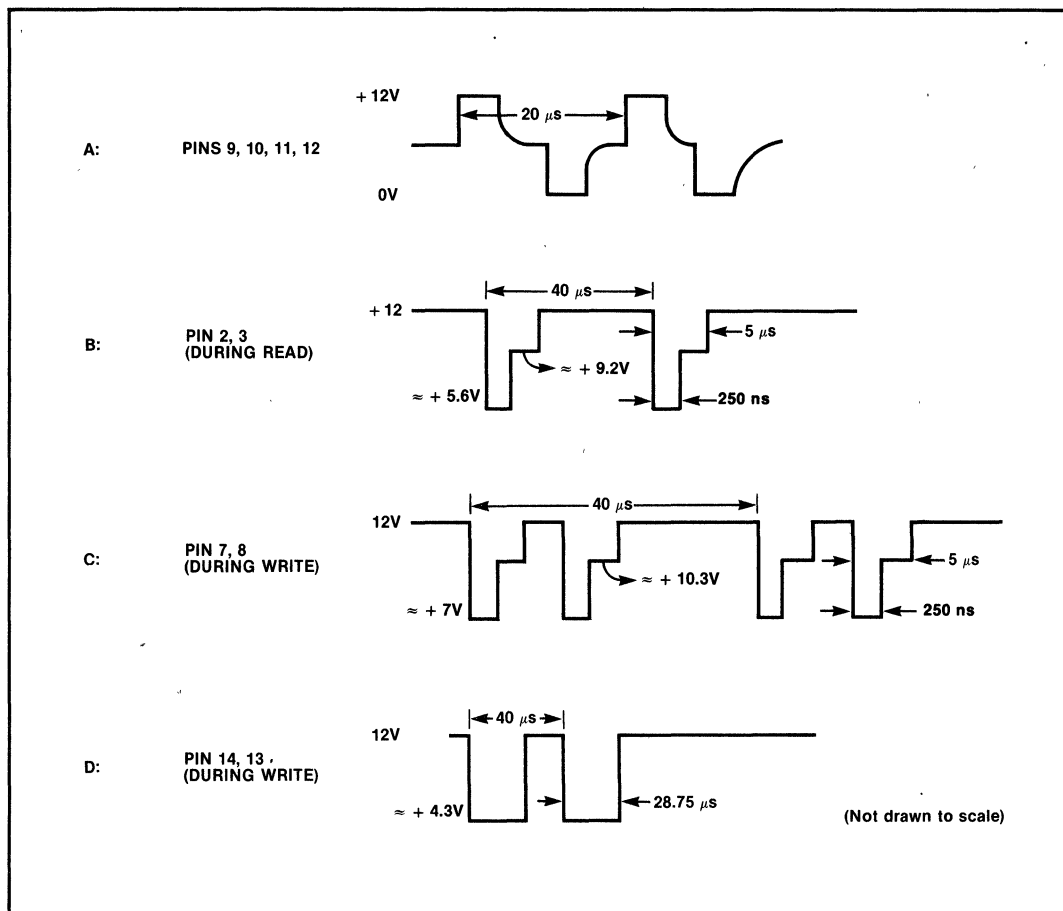 + 12V
20 μs
A: PINS 9, 10, 11, 12
0V
40 μs
+ 12
5 μs
B: PIN 2, 3
(DURING READ)
≈ + 9.2V
≈ + 5.6V
250 ns
40 μs
12V
C: PIN 7, 8
(DURING WRITE)
5 μs
≈ + 10.3V
≈ + 7V
250 ns
40 μs
12V
D: PIN 14, 13
(DURING WRITE)
≈ + 4.3V
28.75 μs
(Not drawn to scale)